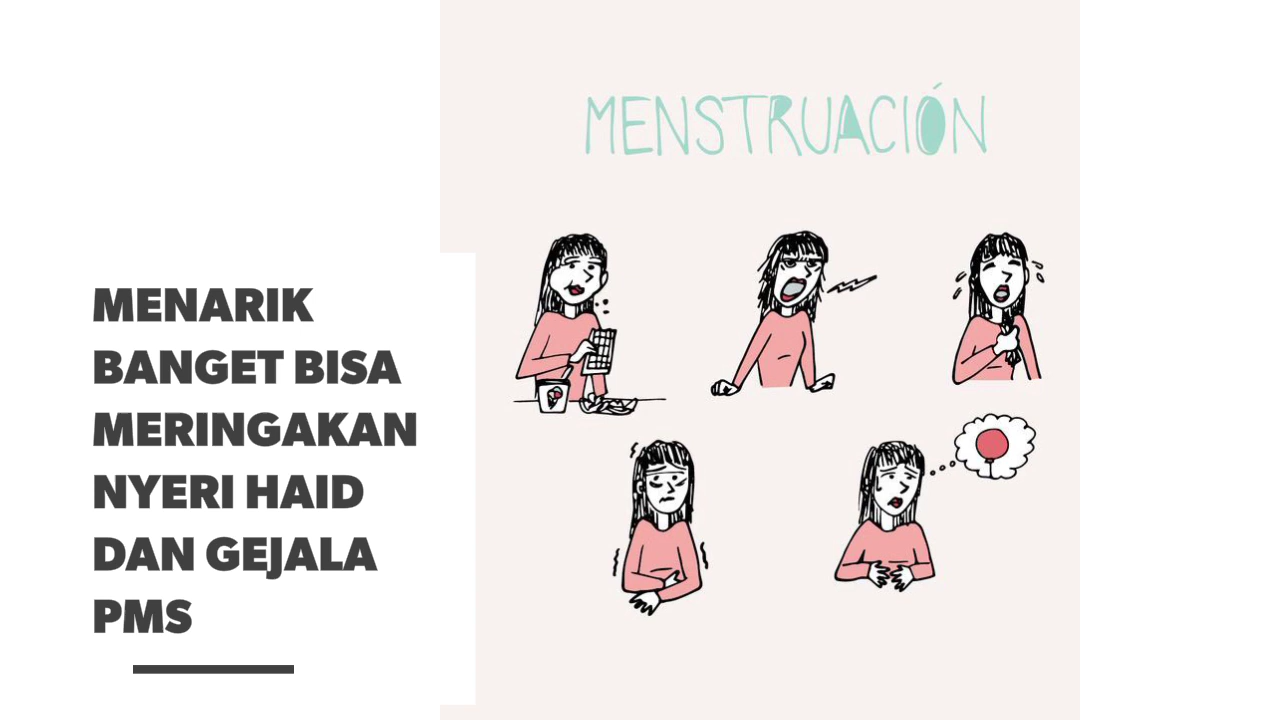 MENSTRUACIÓN
MENARIK
BANGET BISA
MERINGAKAN
NYERI HAID
DAN GEJALA
PMS